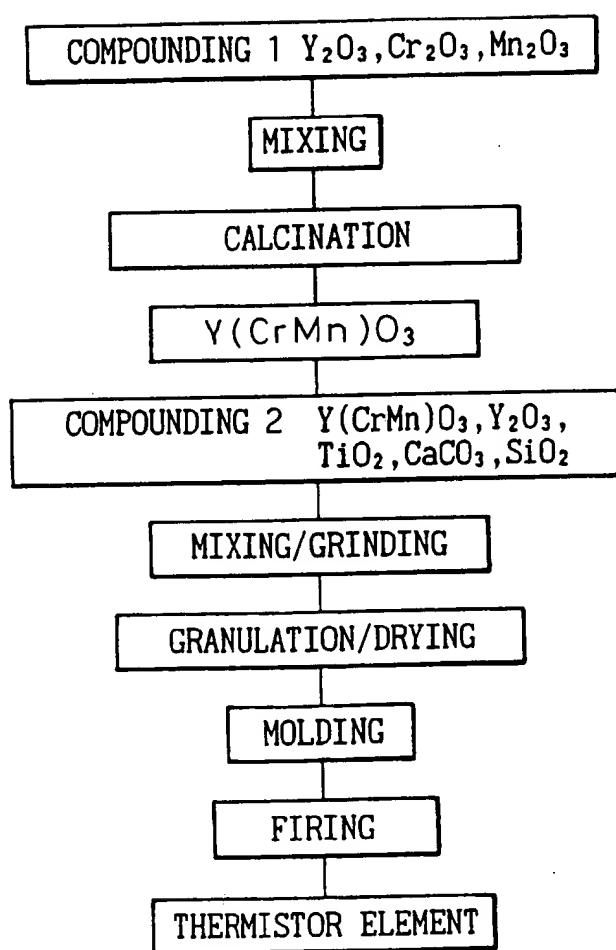 COMPOUNDING 1 Y₂O₃,Cr₂O₃,Mn₂O₃
MIXING
CALCINATION
Y(CrMn)O₃
COMPOUNDING 2 Y(CrMn)O₃,Y₂O₃,
TiO₂,CaCO₃,SiO₂
MIXING/GRINDING
GRANULATION/DRYING
MOLDING
FIRING
THERMISTOR ELEMENT